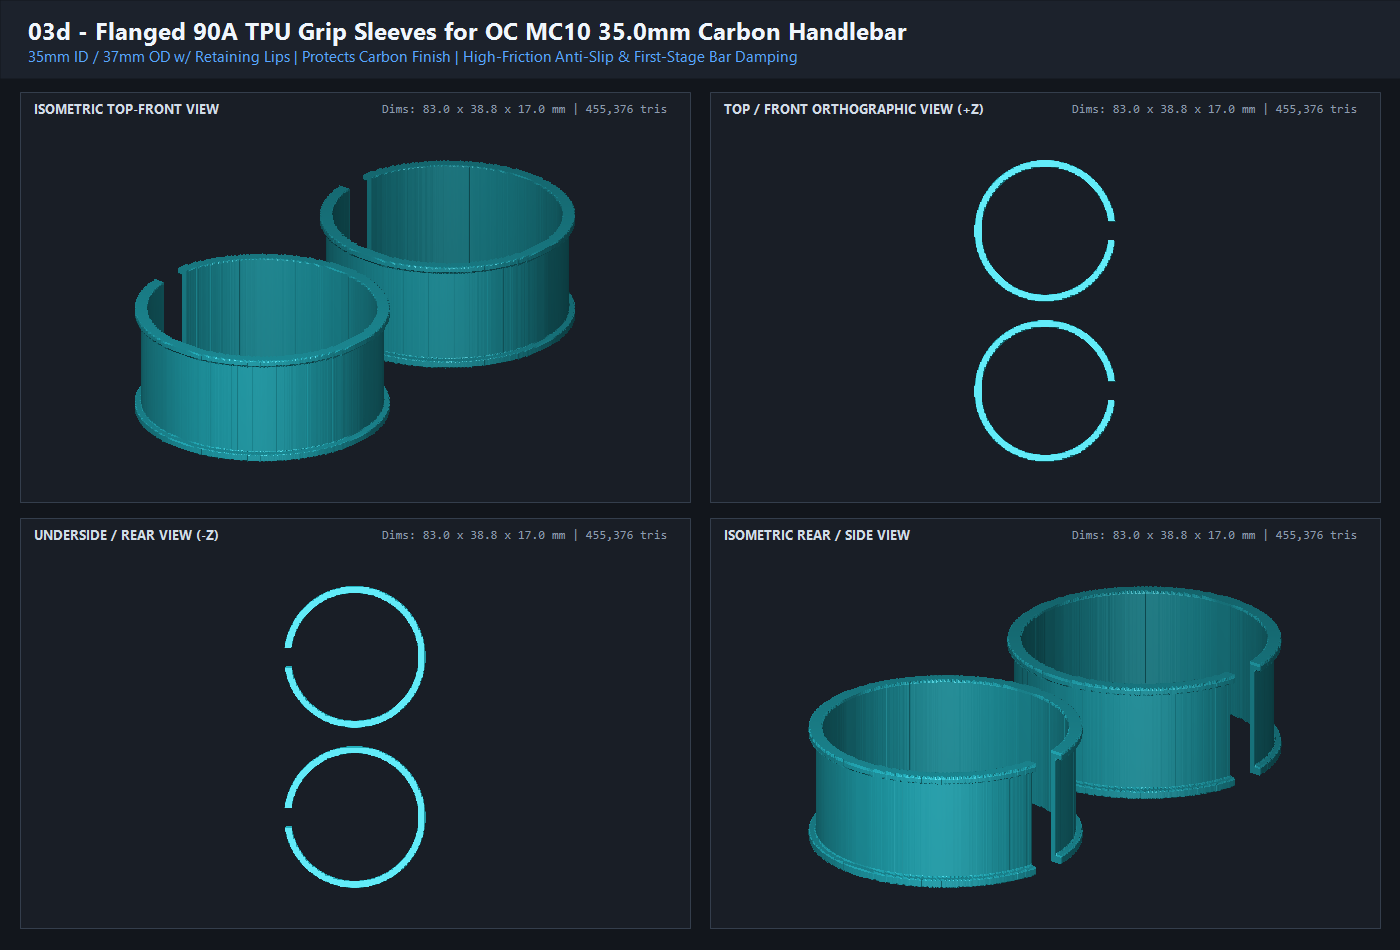 03d - Flanged 90A TPU Grip Sleeves for OC MC10 35.0mm Carbon Handlebar
35mm ID / 37mm OD w/ Retaining Lips | Protects Carbon Finish | High-Friction Anti-Slip & First-Stage Bar Damping
ISOMETRIC TOP-FRONT VIEW
Dims: 83.0 x 38.8 x 17.0 mm | 455,376 tris
TOP / FRONT ORTHOGRAPHIC VIEW (+Z)
Dims: 83.0 x 38.8 x 17.0 mm | 455,376 tris
UNDERSIDE / REAR VIEW (-Z)
Dims: 83.0 x 38.8 x 17.0 mm | 455,376 tris
ISOMETRIC REAR / SIDE VIEW
Dims: 83.0 x 38.8 x 17.0 mm | 455,376 tris